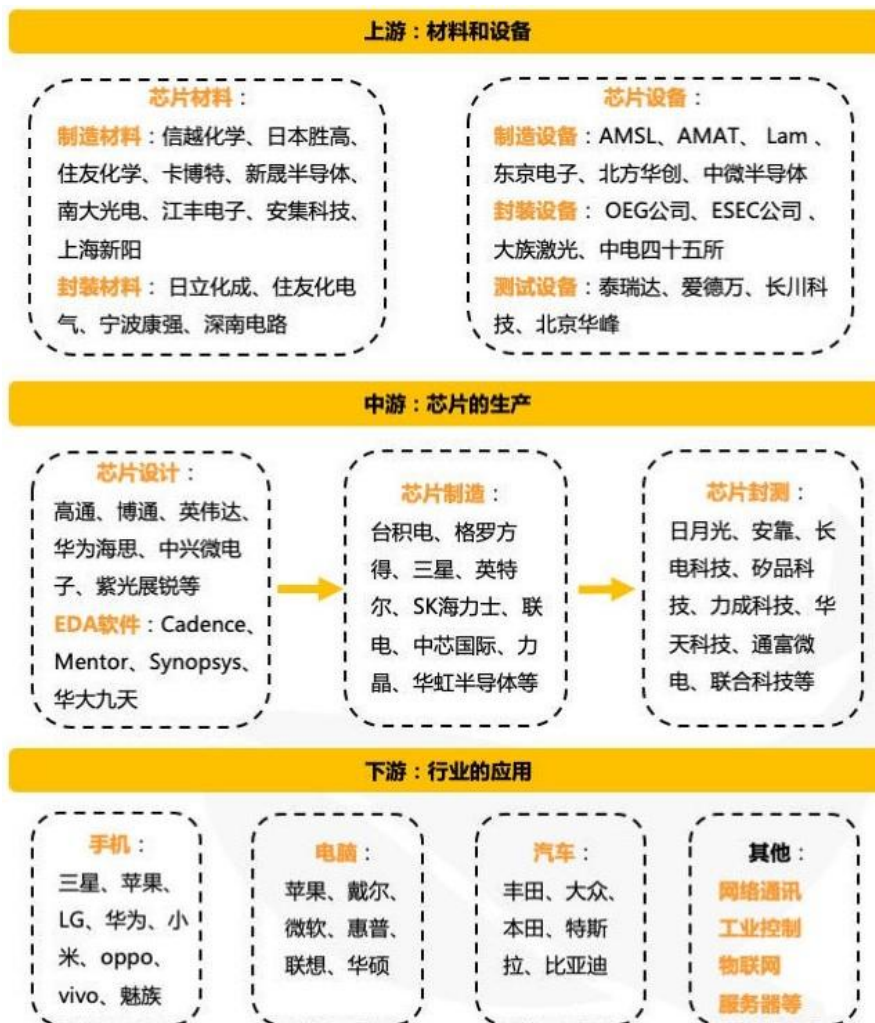 上游：材料和设备
芯片材料：
制造材料：信越化学、日本胜高、
住友化学、卡博特、新晟半导体、
南大光电、江丰电子、安集科技、
上海新阳
封装材料： 日立化成、住友化电
气、宁波康强、深南电路
芯片设备：
制造设备：AMSL、AMAT、 Lam 、
东京电子、北方华创、中微半导体
封装设备： OEG公司、ESEC公司 、
大族激光、中电四十五所
测试设备：泰瑞达、爱德万、长川科
技、北京华峰
中游：芯片的生产
芯片设计：
高通、博通、英伟达、
华为海思、中兴微电
子、紫光展锐等
EDA软件：Cadence、
Mentor、Synopsys、
华大九天
芯片制造：
台积电、格罗方
得、三星、英特
尔、SK海力士、联
电、中芯国际、力
晶、华虹半导体等
芯片封测：
日月光、安靠、长
电科技、矽品科
技、力成科技、华
天科技、通富微
电、联合科技等
下游：行业的应用
手机：
三星、苹果、
LG、华为、小
米、oppo、
vivo、魅族
电脑：
苹果、戴尔、
微软、惠普、
联想、华硕
汽车：
丰田、大众、
本田、特斯
拉、比亚迪
其他：
网络通讯
工业控制
物联网
服务器等